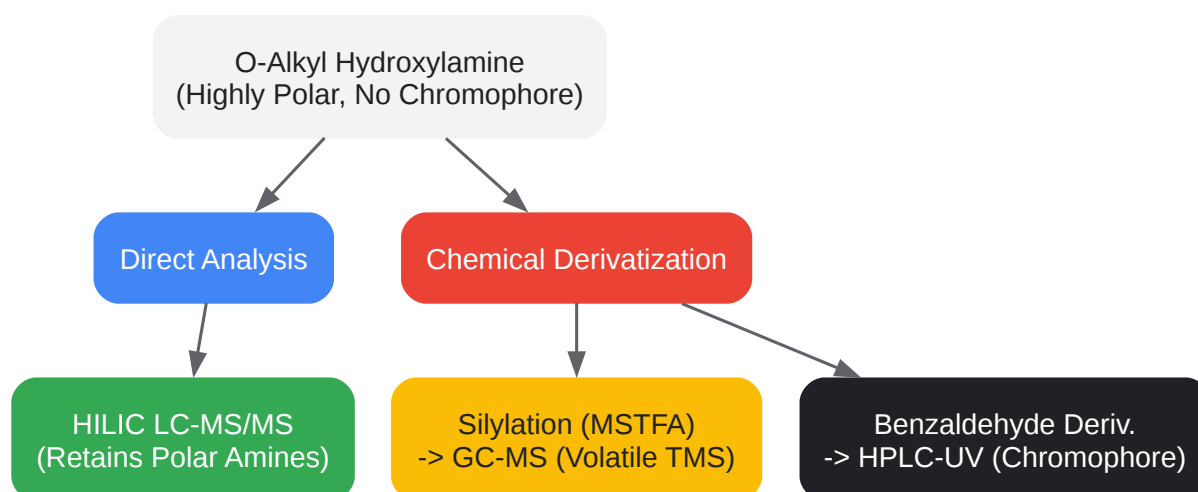 O-Alkyl Hydroxylamine
(Highly Polar, No Chromophore)
Direct Analysis
Chemical Derivatization
HILIC LC-MS/MS
(Retains Polar Amines)
Silylation (MSTFA)
-> GC-MS (Volatile TMS)
Benzaldehyde Deriv.
-> HPLC-UV (Chromophore)